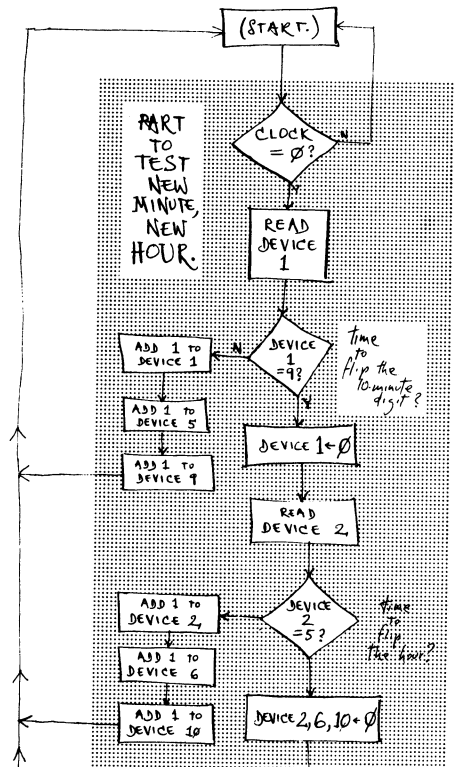 (START.)
CLOCK
= Ø?
N
Y
PART
TO
TEST
NEW
MINUTE,
NEW
HOUR.
READ
DEVICE
1
DEVICE
1
=9?
N
Y
time
to
flip the
10-minute
digit?
ADD 1 to
DEVICE 1
ADD 1 to
DEVICE 5
ADD 1 to
DEVICE 9
DEVICE 1←Ø
READ
DEVICE 2
DEVICE
2
=5?
time
to
flip
the hour?
ADD 1 to
DEVICE 2
ADD 1 to
DEVICE 6
ADD 1 to
DEVICE 10
DEVICE 2,6,10←Ø